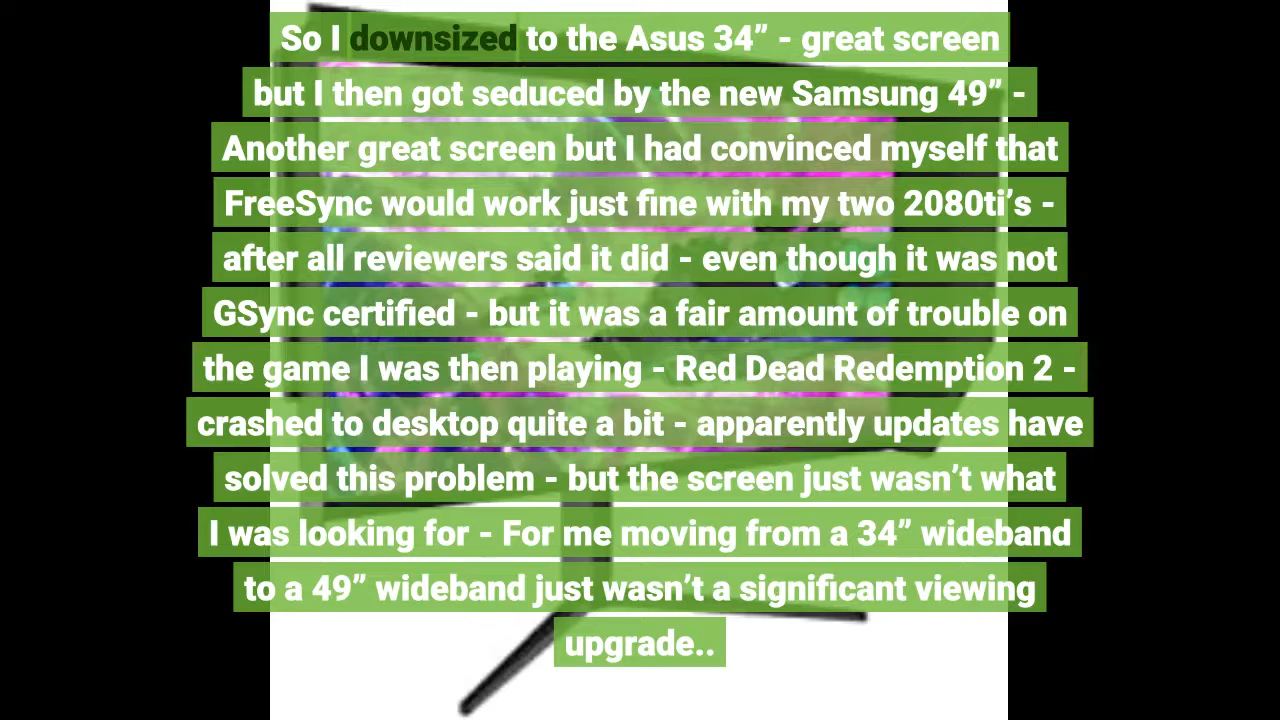 So I downsized to the Asus 34” - great screen
but I then got seduced by the new Samsung 49” -
Another great screen but I had convinced myself that
FreeSync would work just fine with my two 2080ti’s -
after all reviewers said it did - even though it was not
GSync certified - but it was a fair amount of trouble on
the game I was then playing - Red Dead Redemption 2 -
crashed to desktop quite a bit - apparently updates have
solved this problem - but the screen just wasn’t what
I was looking for - For me moving from a 34” wideband
to a 49” wideband just wasn’t a significant viewing
upgrade..